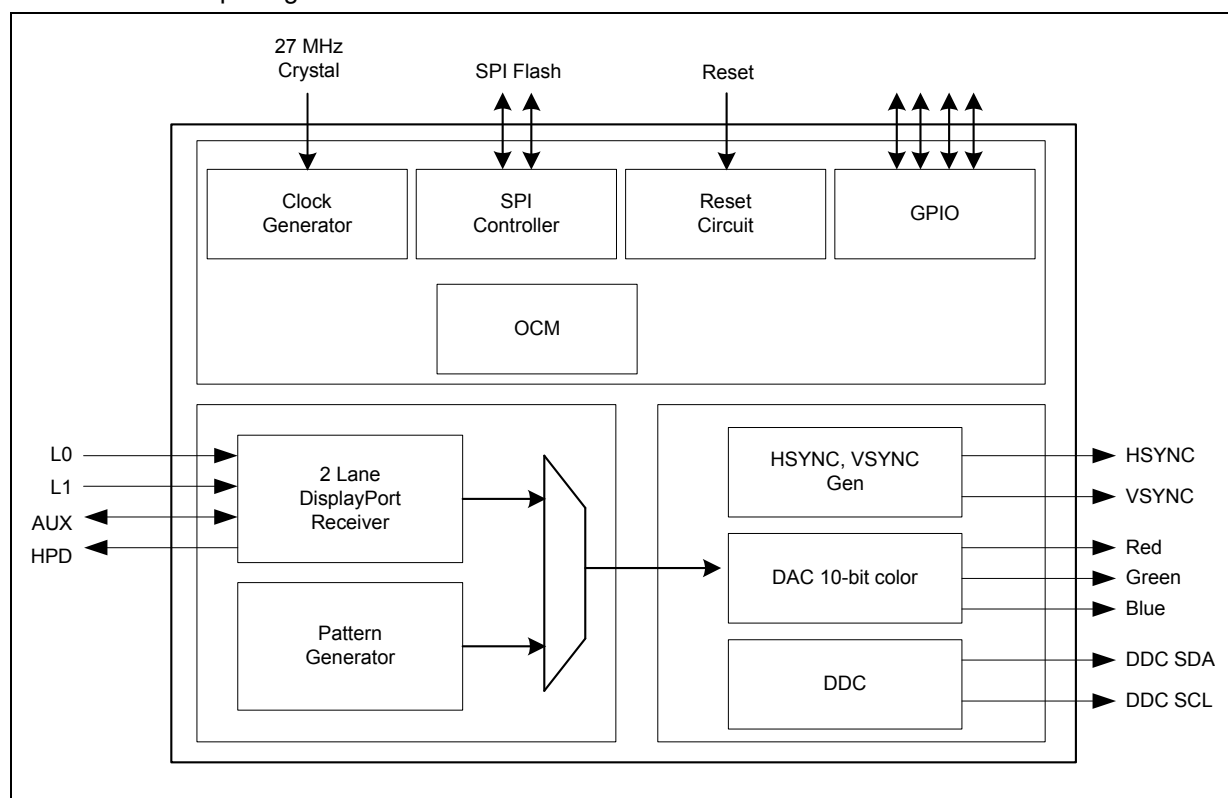 27 MHz
Crystal
SPI Flash
Reset
Clock
Generator
SPI
Controller
Reset
Circuit
GPIO
OCM
L0
L1
AUX
HPD
2 Lane
DisplayPort
Receiver
Pattern
Generator
HSYNC, VSYNC
Gen
DAC 10-bit color
DDC
HSYNC
VSYNC
Red
Green
Blue
DDC SDA
DDC SCL